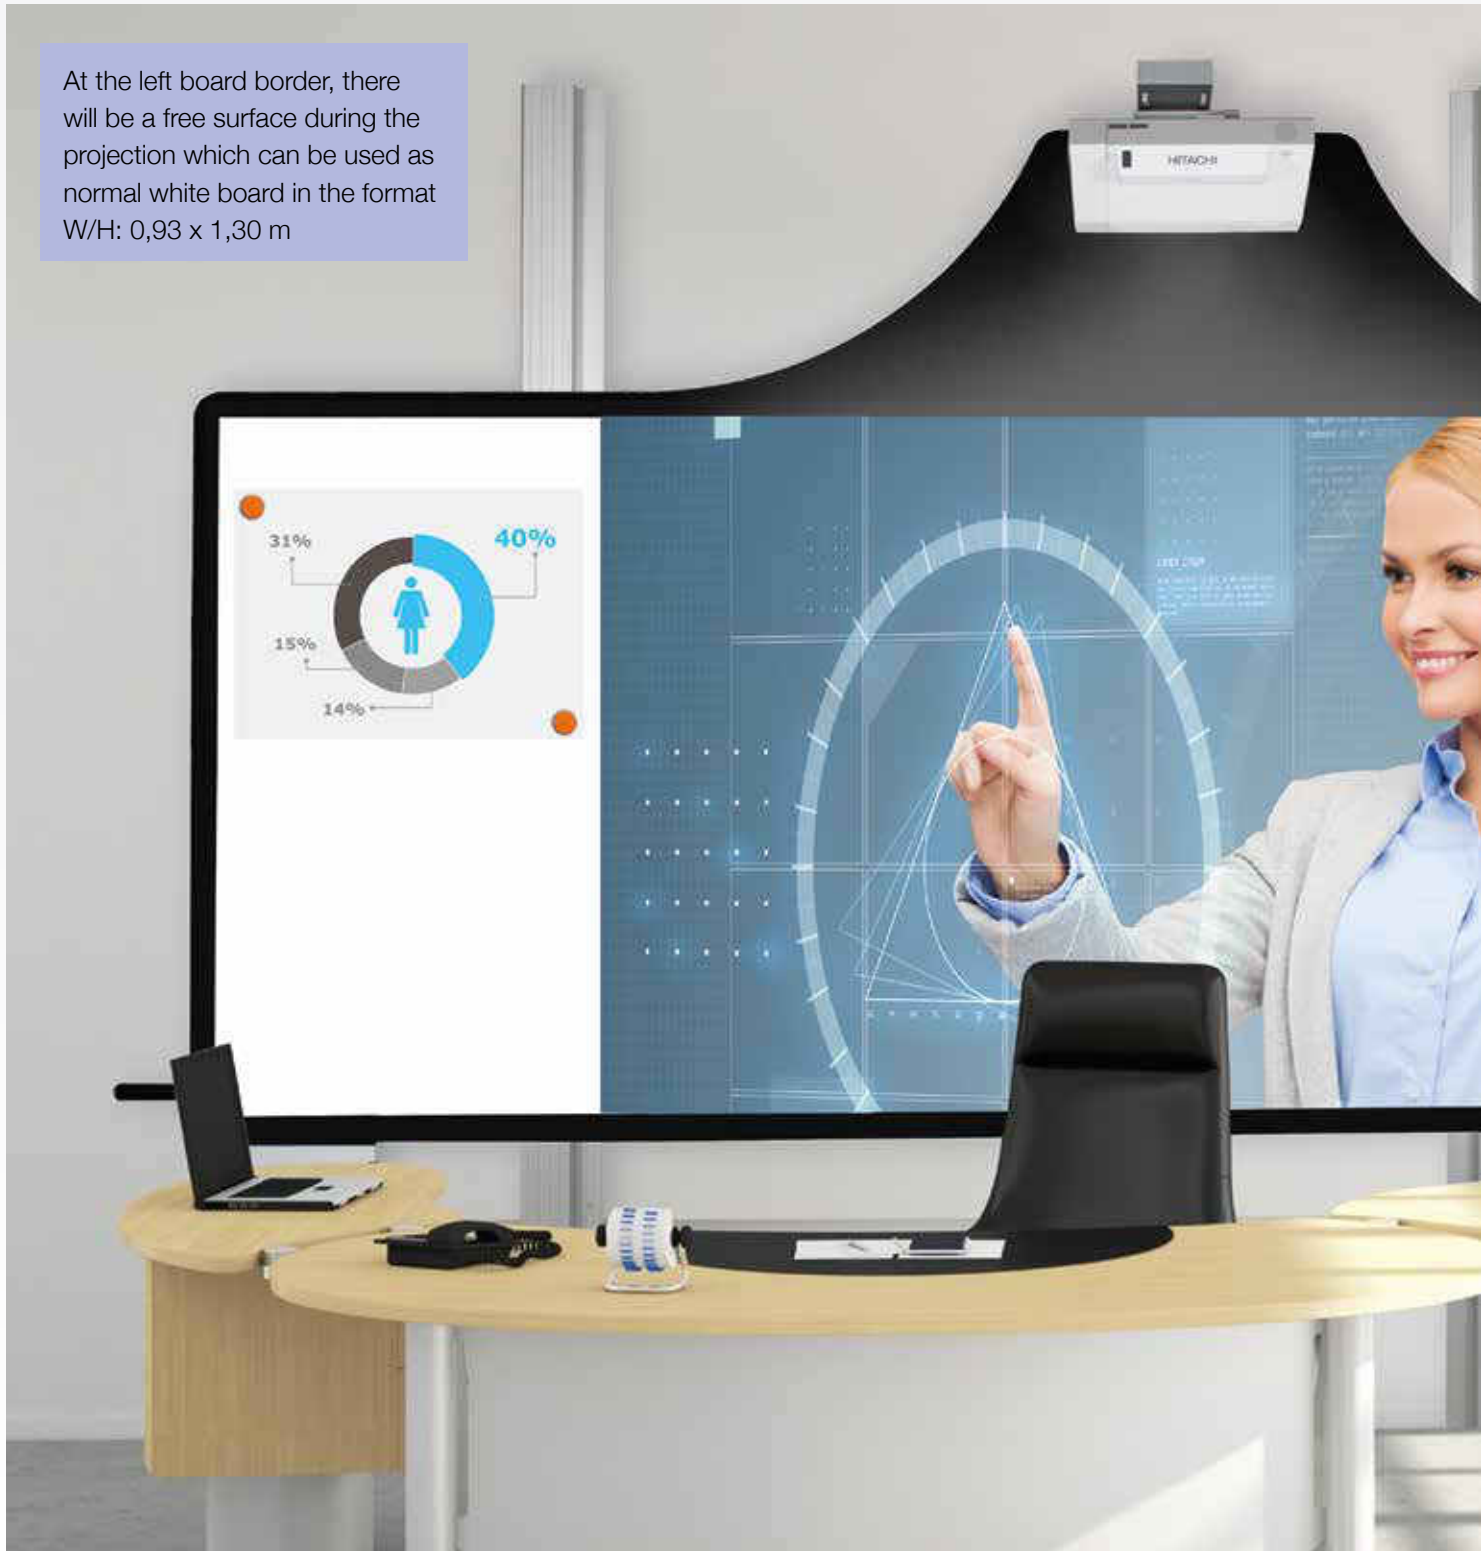 At the left board border, there
will be a free surface during the
projection which can be used as
normal white board in the format
W/H: 0,93 x 1,30 m
HITACHI
31%
40%
15%
14%